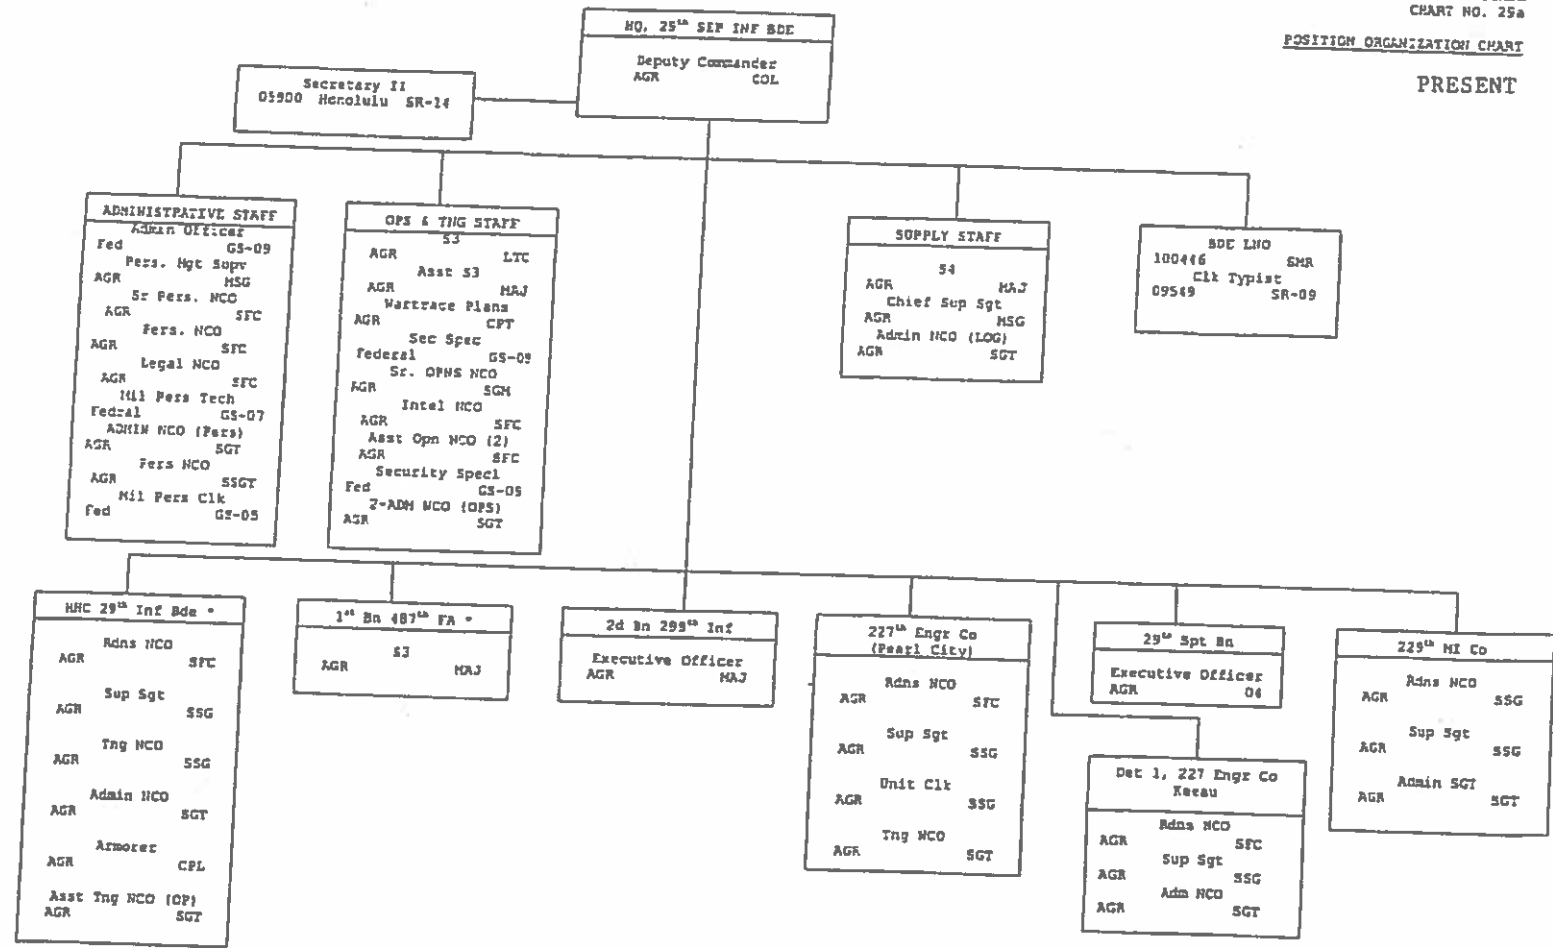 CHART NO. 25a
POSITION ORGANIZATION CHART
PRESENT
HQ, 25th SEP INF BDE
Deputy Commander
AGR COL
Secretary II
05900 Honolulu SR-14
ADMINISTRATIVE STAFF
Admin Officer
Fed GS-09
Pers. Mgt Supv
AGR MSG
Sr Pers. NCO
AGR SFC
Pers. NCO
AGR SFC
Legal NCO
AGR SFC
Mil Pers Tech
Fedral GS-07
ADMIN NCO (Pers)
AGR SGT
Pers NCO
AGR SSGT
Mil Pers Clk
Fed GS-05
OPS & TNG STAFF
S3
AGR LTC
Asst S3
AGR MAJ
Wartrace Plans
AGR CPT
Sec Spec
Federal GS-09
Sr. OPNS NCO
AGR SGM
Intel NCO
AGR SFC
Asst Opn NCO (2)
AGR SFC
Security Specl
Fed GS-05
2-ADM NCO (OPS)
AGR SGT
SUPPLY STAFF
S4
AGR MAJ
Chief Sup Sgt
AGR MSG
Admin NCO (LOG)
AGR SGT
BDE LNO
100446 SMR
Clk Typist
09549 SR-09
HHC 29th Inf Bde *
Rdns NCO
AGR SFC
Sup Sgt
AGR SSG
Tng NCO
AGR SSG
Admin NCO
AGR SGT
Armorer
AGR CPL
Asst Tng NCO (OP)
AGR SGT
1st Bn 487th FA *
S3
AGR MAJ
2d Bn 299th Inf
Executive Officer
AGR MAJ
227th Engr Co
(Pearl City)
Rdns NCO
AGR SFC
Sup Sgt
AGR SSG
Unit Clk
AGR SSG
Tng NCO
AGR SGT
29th Spt Bn
Executive Officer
AGR O4
Det 1, 227 Engr Co
Keeau
Rdns NCO
AGR SFC
Sup Sgt
AGR SSG
Adm NCO
AGR SGT
229th MI Co
Rdns NCO
AGR SSG
Sup Sgt
AGR SSG
Admin SGT
AGR SGT